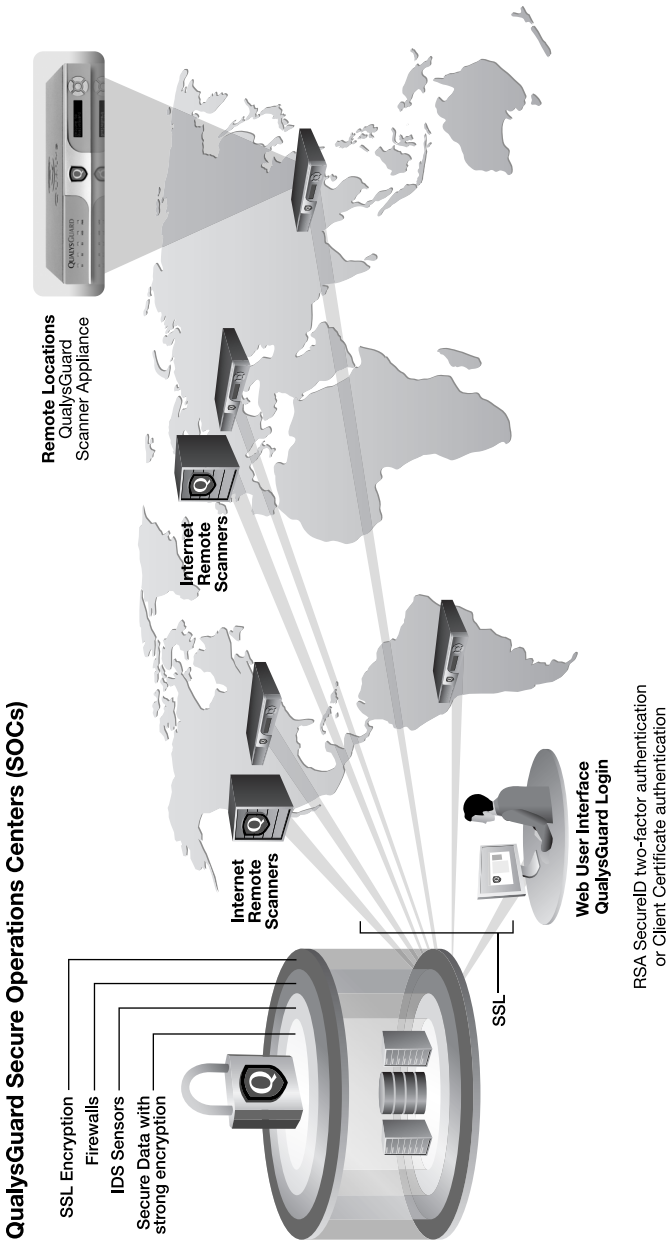 QualysGuard Secure Operations Centers (SOCs)
SSL Encryption
Firewalls
IDS Sensors
Secure Data with
strong encryption
Q
SSL
Internet
Remote
Scanners
Q
Internet
Remote
Scanners
Q
Remote Locations
QualysGuard
Scanner Appliance
QUALYSGUARD
Web User Interface
QualysGuard Login
RSA SecureID two-factor authentication
or Client Certificate authentication